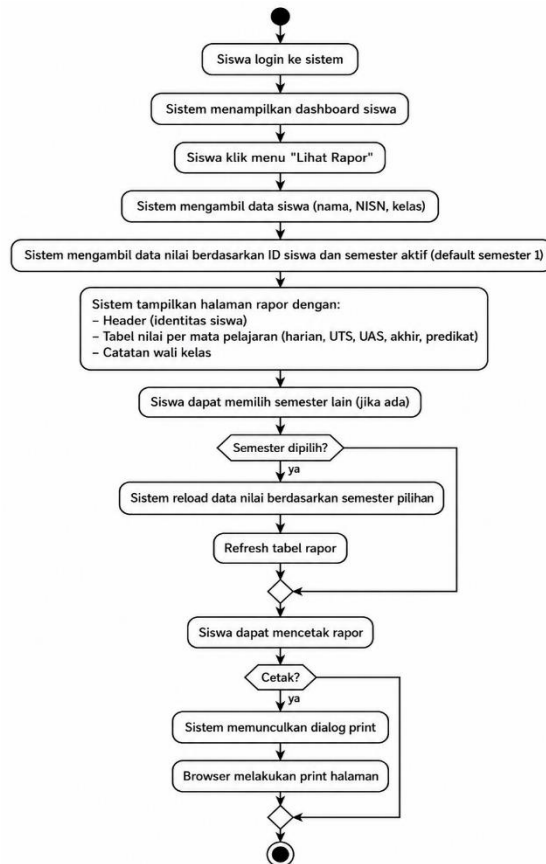 Siswa login ke sistem
Sistem menampilkan dashboard siswa
Siswa klik menu "Lihat Rapor"
Sistem mengambil data siswa (nama, NISN, kelas)
Sistem mengambil data nilai berdasarkan ID siswa dan semester aktif (default semester 1)
Sistem tampilkan halaman rapor dengan:
– Header (identitas siswa)
– Tabel nilai per mata pelajaran (harian, UTS, UAS, akhir, predikat)
– Catatan wali kelas
Siswa dapat memilih semester lain (jika ada)
Semester dipilih?
ya
Sistem reload data nilai berdasarkan semester pilihan
Refresh tabel rapor
Siswa dapat mencetak rapor
Cetak?
ya
Sistem memunculkan dialog print
Browser melakukan print halaman